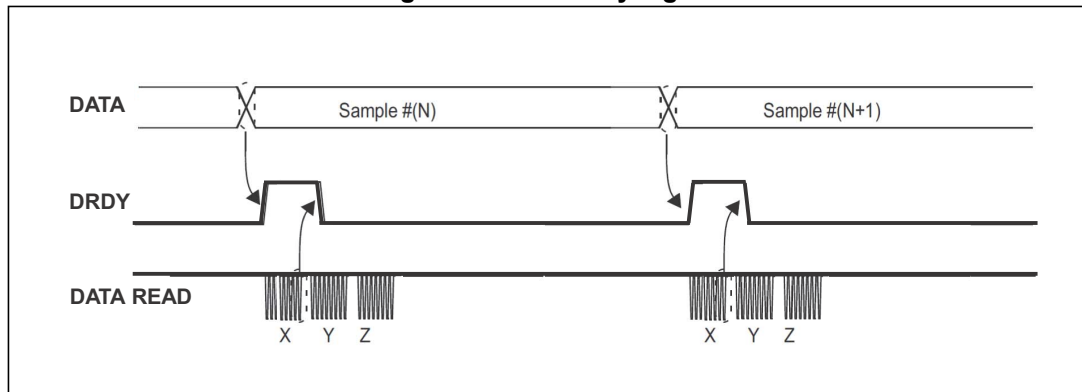 DATA
Sample #(N)
Sample #(N+1)
DRDY
DATA READ
X Y Z
X Y Z